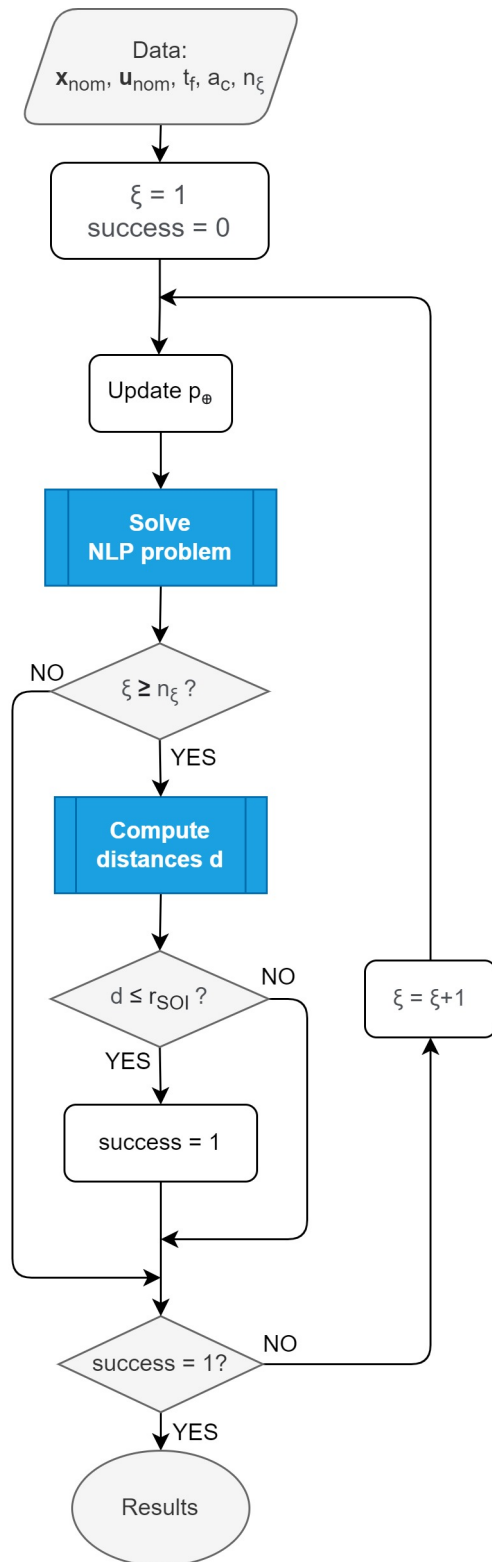 Data:
x_nom, u_nom, t_f, a_c, n_ξ
ξ = 1
success = 0
Update p_⊕
Solve
NLP problem
NO
ξ ≥ n_ξ ?
YES
Compute
distances d
NO
d ≤ r_SOI ?
ξ = ξ+1
YES
success = 1
success = 1?
NO
YES
Results